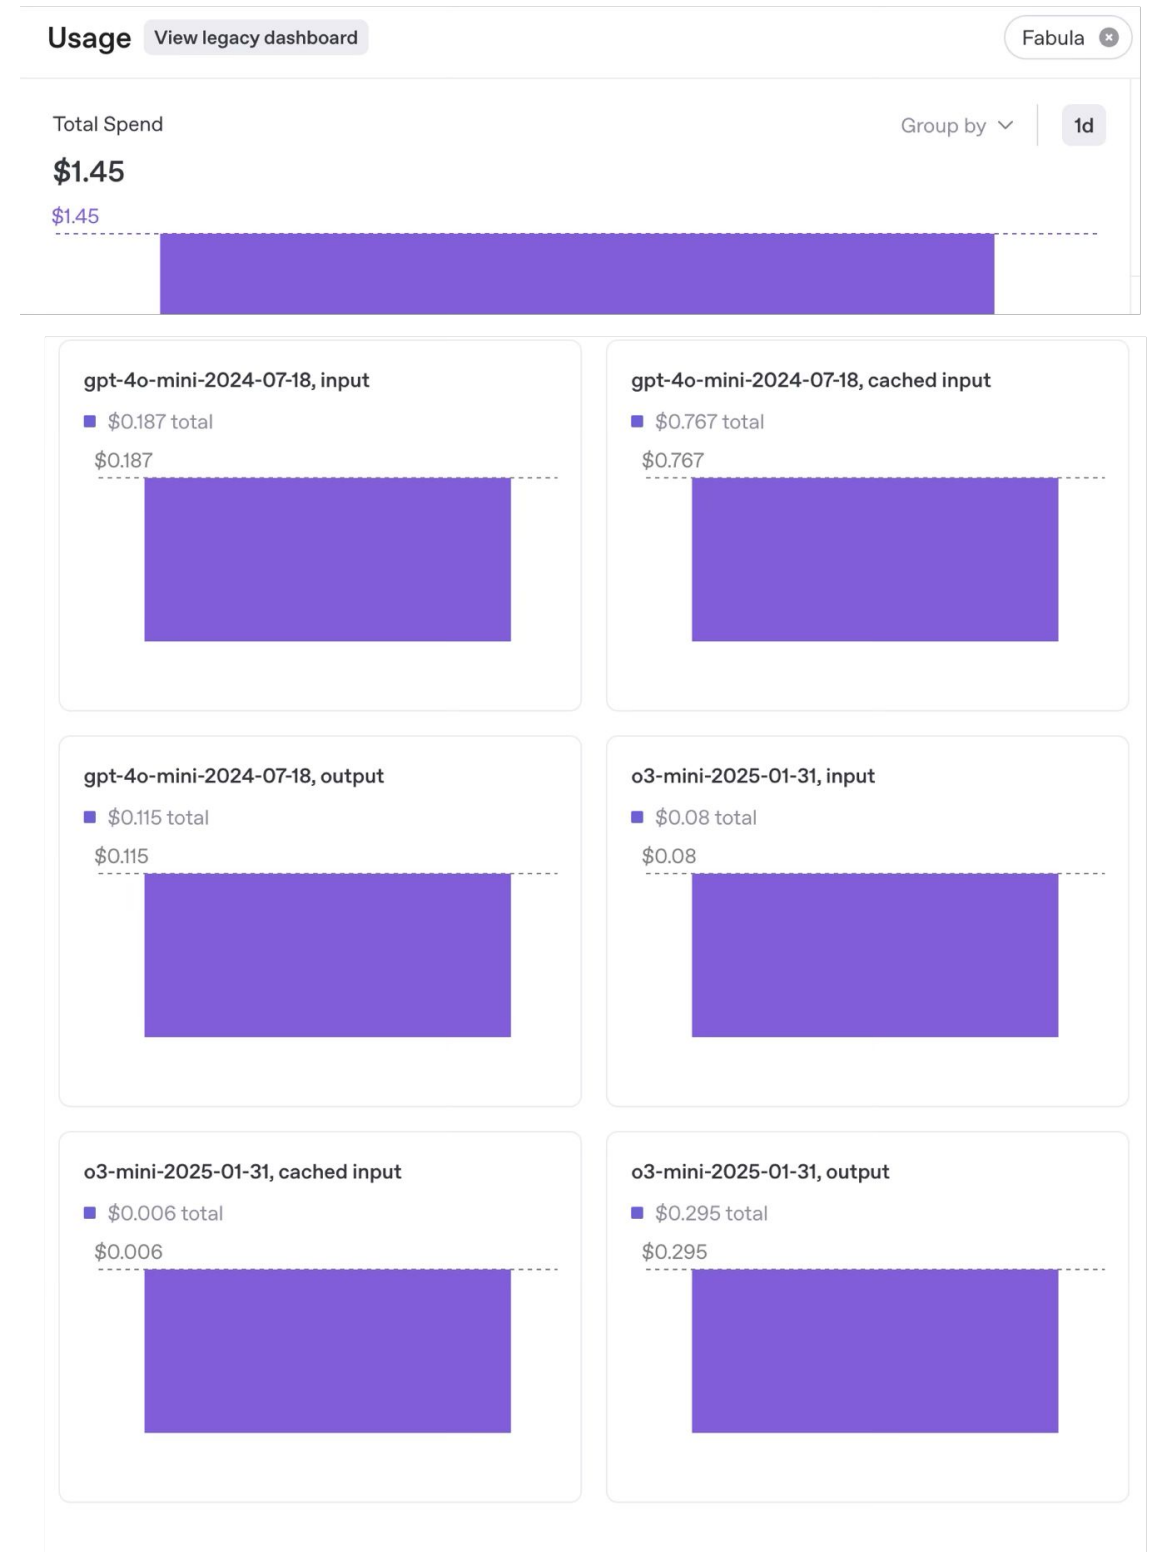 Usage View legacy dashboard Fabula
Total Spend Group by 1d
$1.45
$1.45
gpt-4o-mini-2024-07-18, input
$0.187 total
$0.187
gpt-4o-mini-2024-07-18, cached input
$0.767 total
$0.767
gpt-4o-mini-2024-07-18, output
$0.115 total
$0.115
o3-mini-2025-01-31, input
$0.08 total
$0.08
o3-mini-2025-01-31, cached input
$0.006 total
$0.006
o3-mini-2025-01-31, output
$0.295 total
$0.295